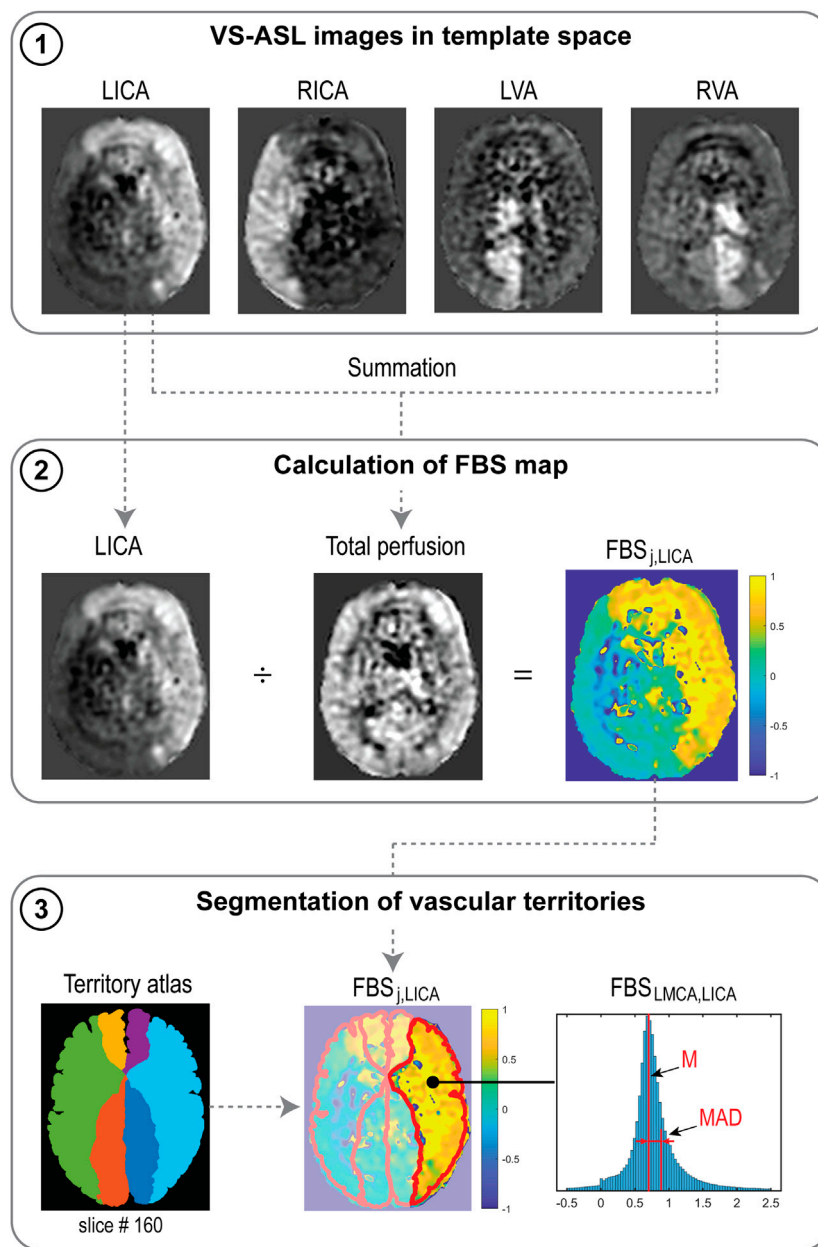 1
VS-ASL images in template space
LICA RICA LVA RVA
Summation
2
Calculation of FBS map
LICA Total perfusion FBSj,LICA
÷ =
1
0.5
0
-0.5
-1
3
Segmentation of vascular territories
Territory atlas FBSj,LICA FBSLMCA,LICA
1
0.5
0
-0.5
-1
M
MAD
-0.5 0 0.5 1 1.5 2 2.5
slice # 160